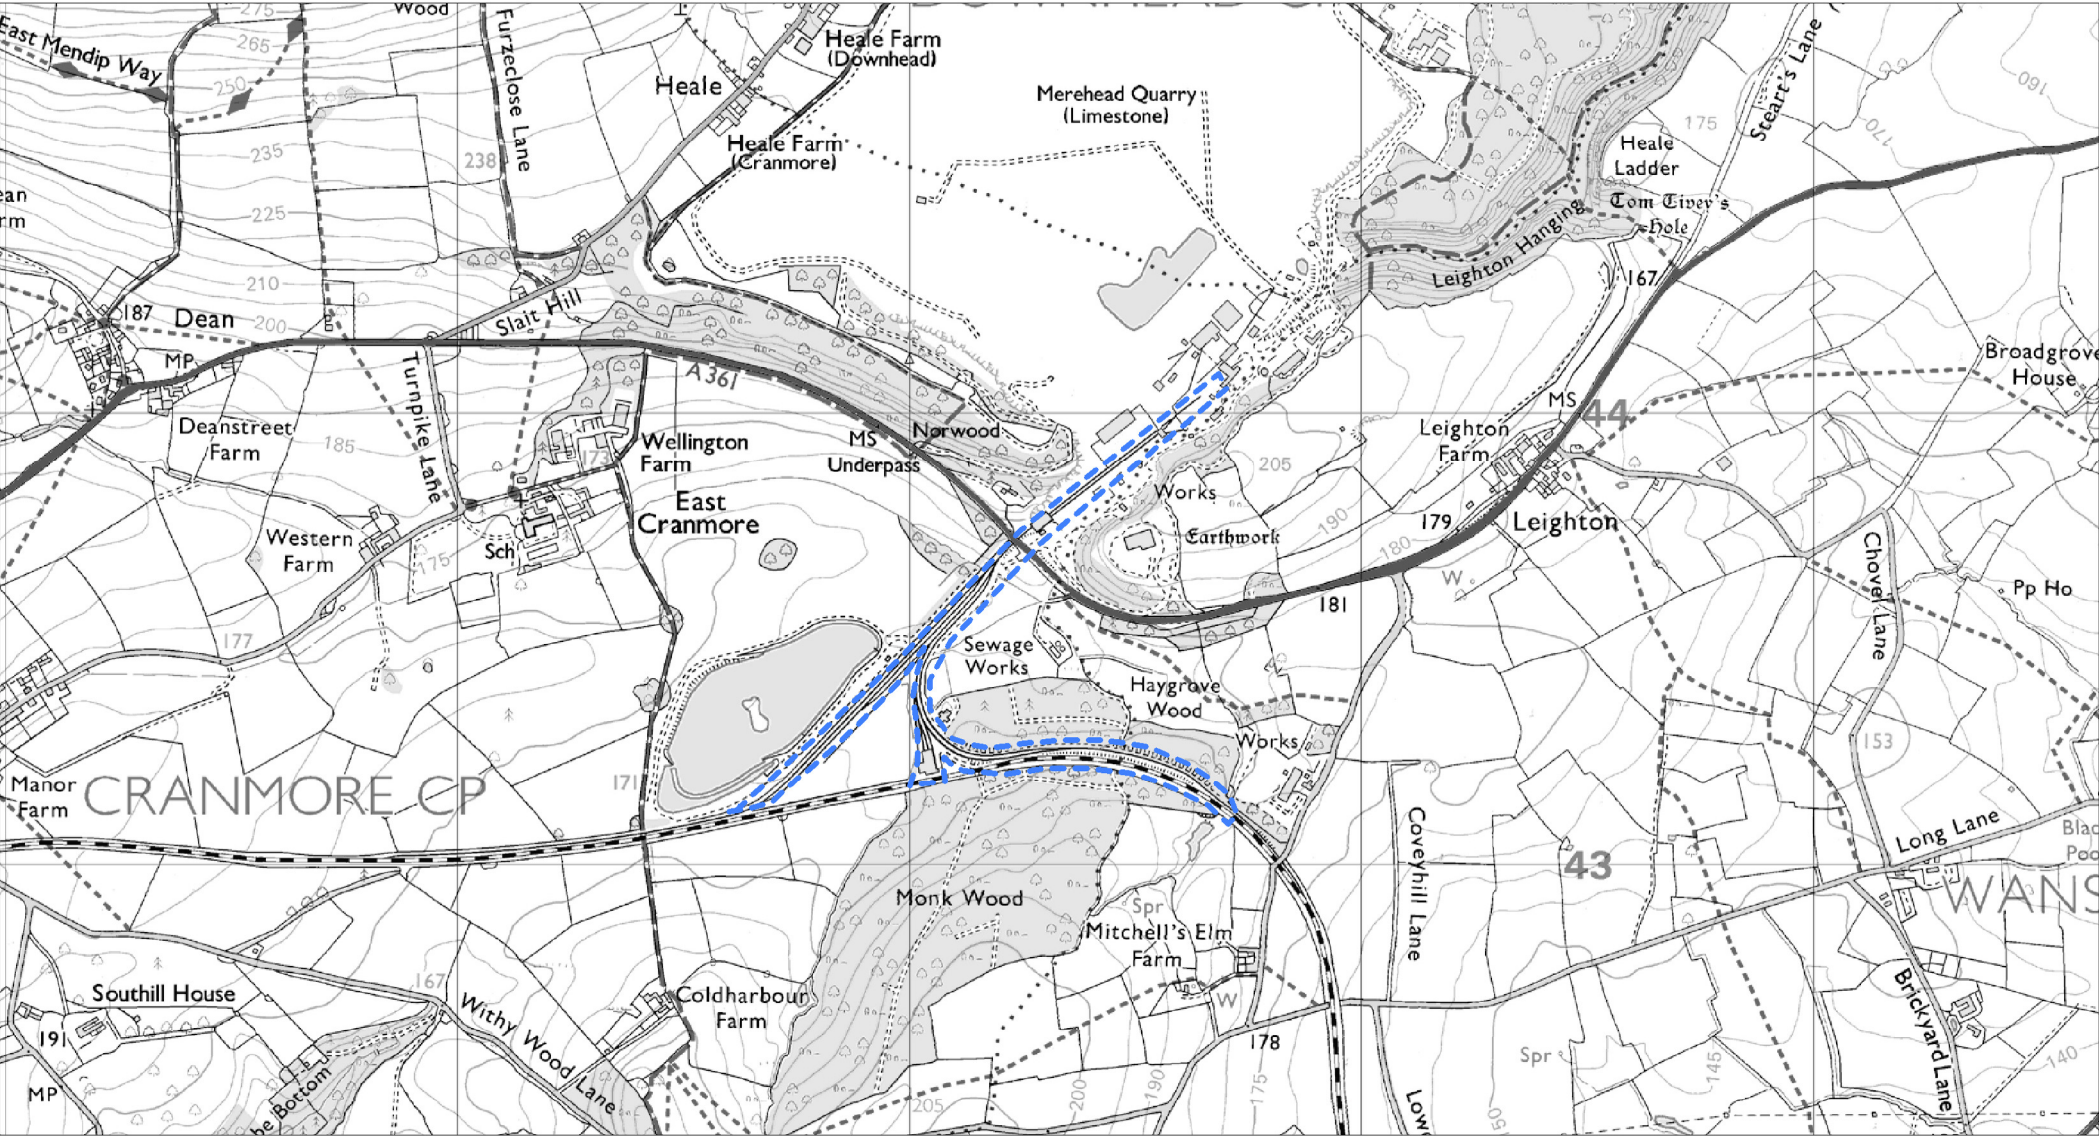 Wood
275
265
East Mendip Way
250
235
238
225
210
Furzeclose Lane
Heale Farm
(Downhead)
Heale
Heale Farm
(Cranmore)
Merehead Quarry
(Limestone)
Steart's Lane
160
170
175
Heale
Ladder
Tom Tivey's
Hole
Leighton Hanging
167
187
Dean
200
Slait Hill
MP
Turnpike Lane
A 361
Deanstreet
Farm
185
173
Wellington
Farm
MS
Underpass
Norwood
MS
44
Broadgrove
House
Leighton
Farm
205
Works
Earthwork
190
180
179
Leighton
East
Cranmore
Western
Farm
Sch
175
177
W
181
Chovel Lane
Pp Ho
Sewage
Works
Haygrove
Wood
Works
153
171
Manor
Farm
CRANMORE CP
Coveyhill Lane
Long Lane
43
Monk Wood
Spr
Mitchell's Elm
Farm
W
Southill House
167
191
MP
Withy Wood Lane
Coldharbour
Farm
178
Spr
145
Brickyard Lane
140
205
200
190
175